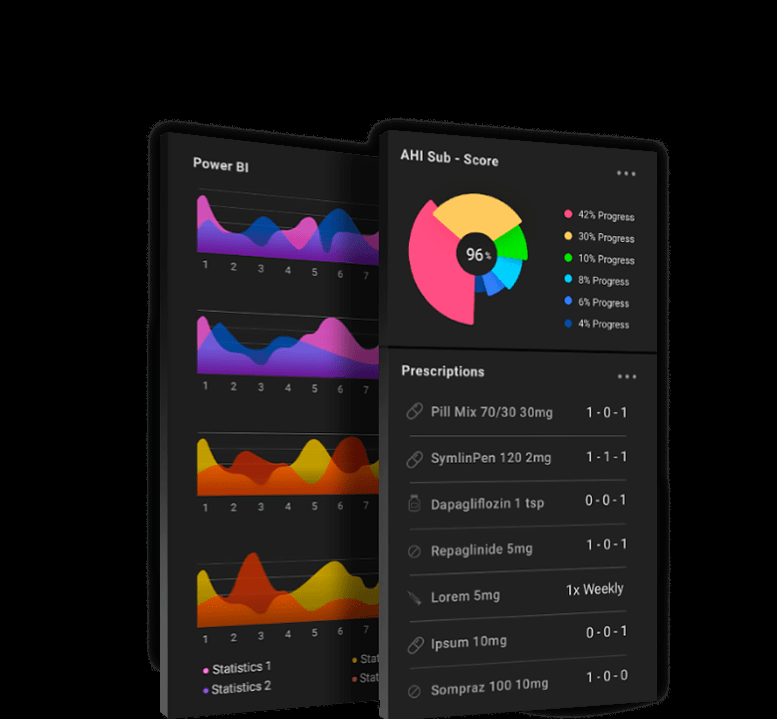 Power BI
1 2 3 4 5 6 7
1 2 3 4 5 6 7
1 2 3 4 5 6 7
1 2 3 4 5 6 7
Statistics 1
Statistics 2
AHI Sub - Score
96%
42% Progress
30% Progress
10% Progress
8% Progress
6% Progress
4% Progress
Prescriptions
Pill Mix 70/30 30mg 1 - 0 - 1
SymlinPen 120 2mg 1 - 1 - 1
Dapagliflozin 1 tsp 0 - 0 - 1
Repaglinide 5mg 1 - 0 - 1
Lorem 5mg 1x Weekly
Ipsum 10mg 0 - 0 - 1
Sompraz 100 10mg 1 - 0 - 0